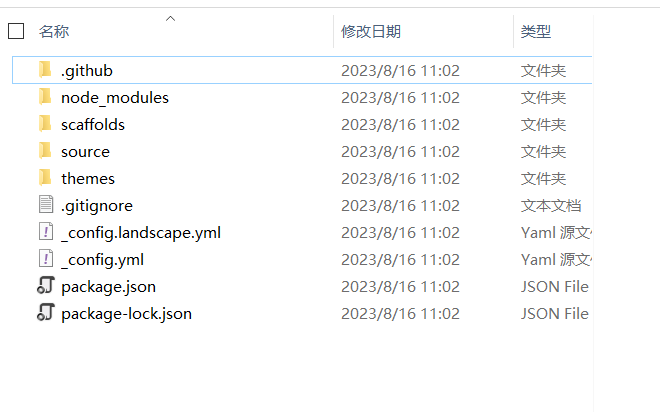 名称 修改日期 类型
.github 2023/8/16 11:02 文件夹
node_modules 2023/8/16 11:02 文件夹
scaffolds 2023/8/16 11:02 文件夹
source 2023/8/16 11:02 文件夹
themes 2023/8/16 11:02 文件夹
.gitignore 2023/8/16 11:02 文本文档
_config.landscape.yml 2023/8/16 11:02 Yaml 源文
_config.yml 2023/8/16 11:02 Yaml 源文
package.json 2023/8/16 11:02 JSON File
package-lock.json 2023/8/16 11:02 JSON File